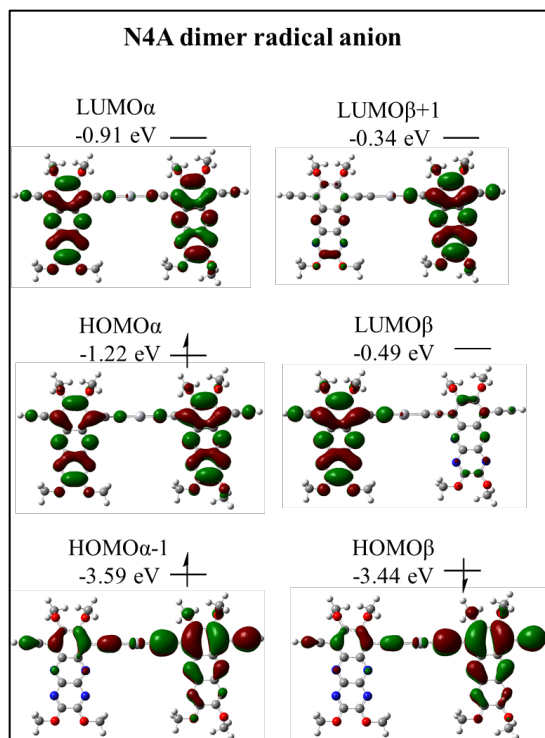 N4A dimer radical anion
LUMOα
-0.91 eV
LUMOβ+1
-0.34 eV
HOMOα
-1.22 eV
LUMOβ
-0.49 eV
HOMOα-1
-3.59 eV
HOMOβ
-3.44 eV